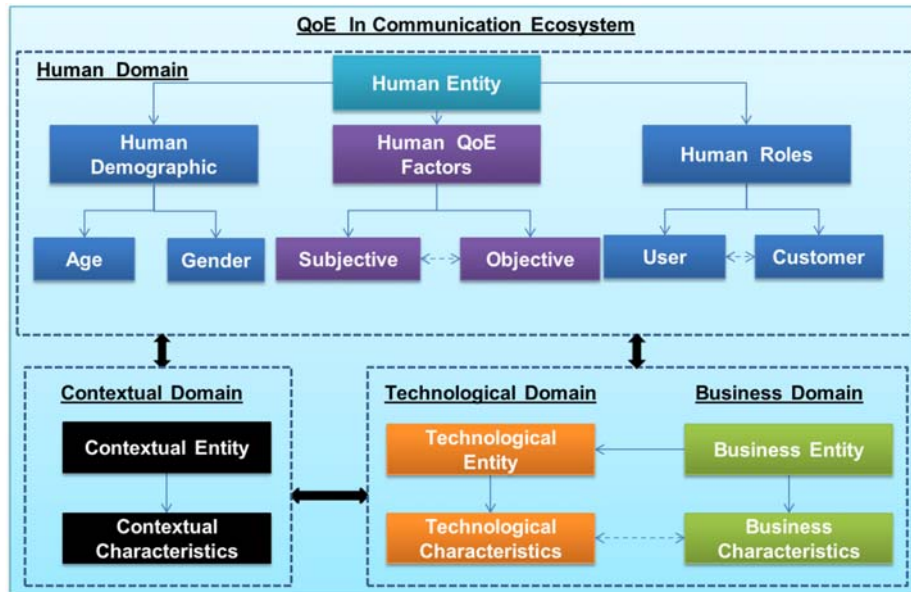 QoE In Communication Ecosystem
Human Domain
Human Entity
Human
Demographic
Human QoE
Factors
Human Roles
Age
Gender
Subjective
Objective
User
Customer
Contextual Domain
Contextual Entity
Contextual
Characteristics
Technological Domain
Business Domain
Technological
Entity
Business Entity
Technological
Characteristics
Business
Characteristics